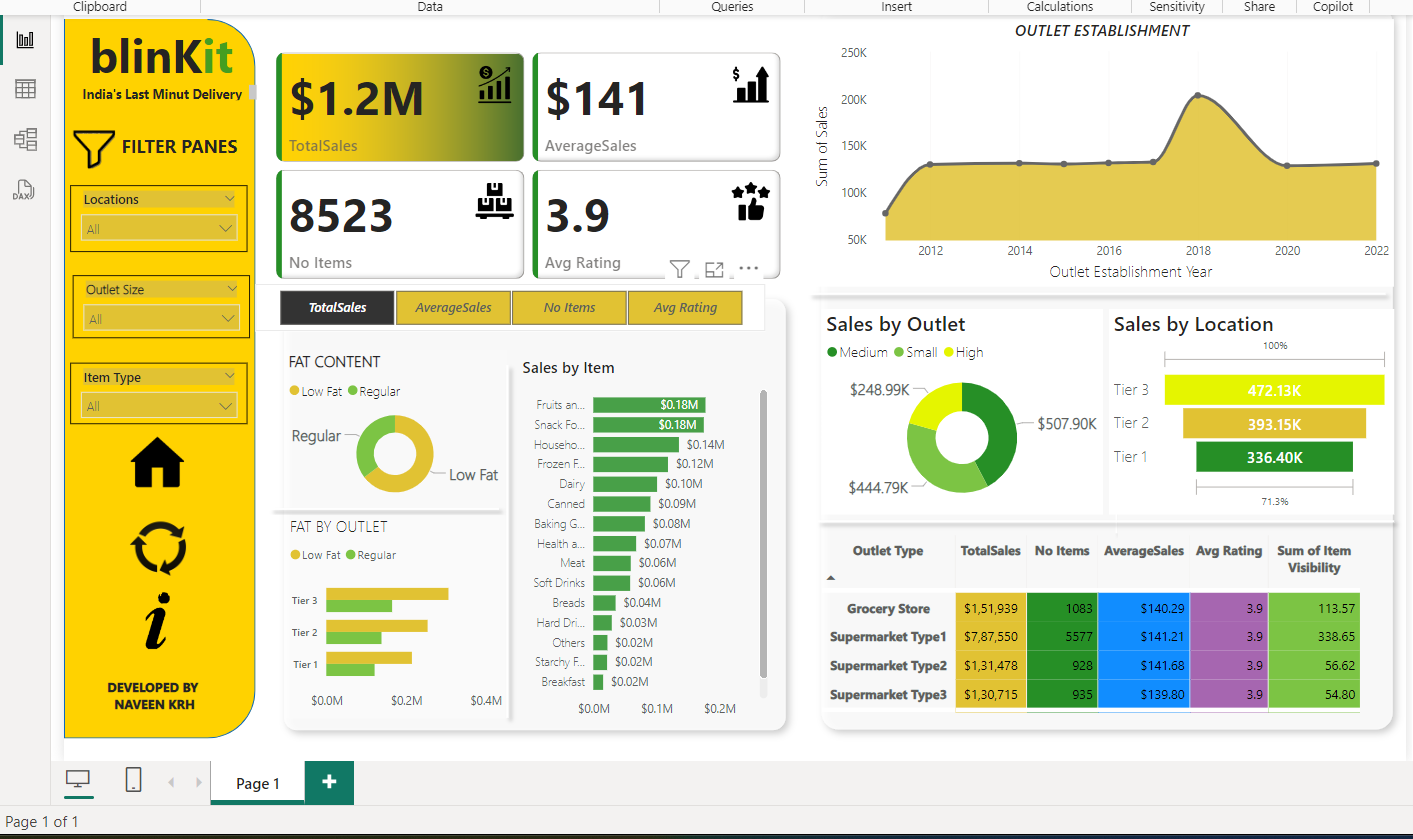 Clipboard
Data
Queries
Insert
Calculations
Sensitivity
Share
Copilot
blinKit
India's Last Minut Delivery
FILTER PANES
Locations
All
Outlet Size
All
Item Type
All
DEVELOPED BY
NAVEEN KRH
$1.2M
TotalSales
$141
AverageSales
8523
No Items
3.9
Avg Rating
TotalSales
AverageSales
No Items
Avg Rating
FAT CONTENT
Low Fat Regular
Regular
Low Fat
FAT BY OUTLET
Low Fat Regular
Tier 3
Tier 2
Tier 1
$0.0M $0.2M $0.4M
Sales by Item
Fruits an... $0.18M
Snack Fo... $0.18M
Househo... $0.14M
Frozen F... $0.12M
Dairy $0.10M
Canned $0.09M
Baking G... $0.08M
Health a... $0.07M
Meat $0.06M
Soft Drinks $0.06M
Breads $0.04M
Hard Dri... $0.03M
Others $0.02M
Starchy F... $0.02M
Breakfast $0.02M
$0.0M $0.1M $0.2M
OUTLET ESTABLISHMENT
250K
200K
150K
100K
50K
Sum of Sales
2012 2014 2016 2018 2020 2022
Outlet Establishment Year
Sales by Outlet
Medium Small High
$248.99K
$507.90K
$444.79K
Sales by Location
100%
Tier 3 472.13K
Tier 2 393.15K
Tier 1 336.40K
71.3%
Outlet Type TotalSales No Items AverageSales Avg Rating Sum of Item
Visibility
Grocery Store $1,51,939 1083 $140.29 3.9 113.57
Supermarket Type1 $7,87,550 5577 $141.21 3.9 338.65
Supermarket Type2 $1,31,478 928 $141.68 3.9 56.62
Supermarket Type3 $1,30,715 935 $139.80 3.9 54.80
DAX
Page 1
Page 1 of 1